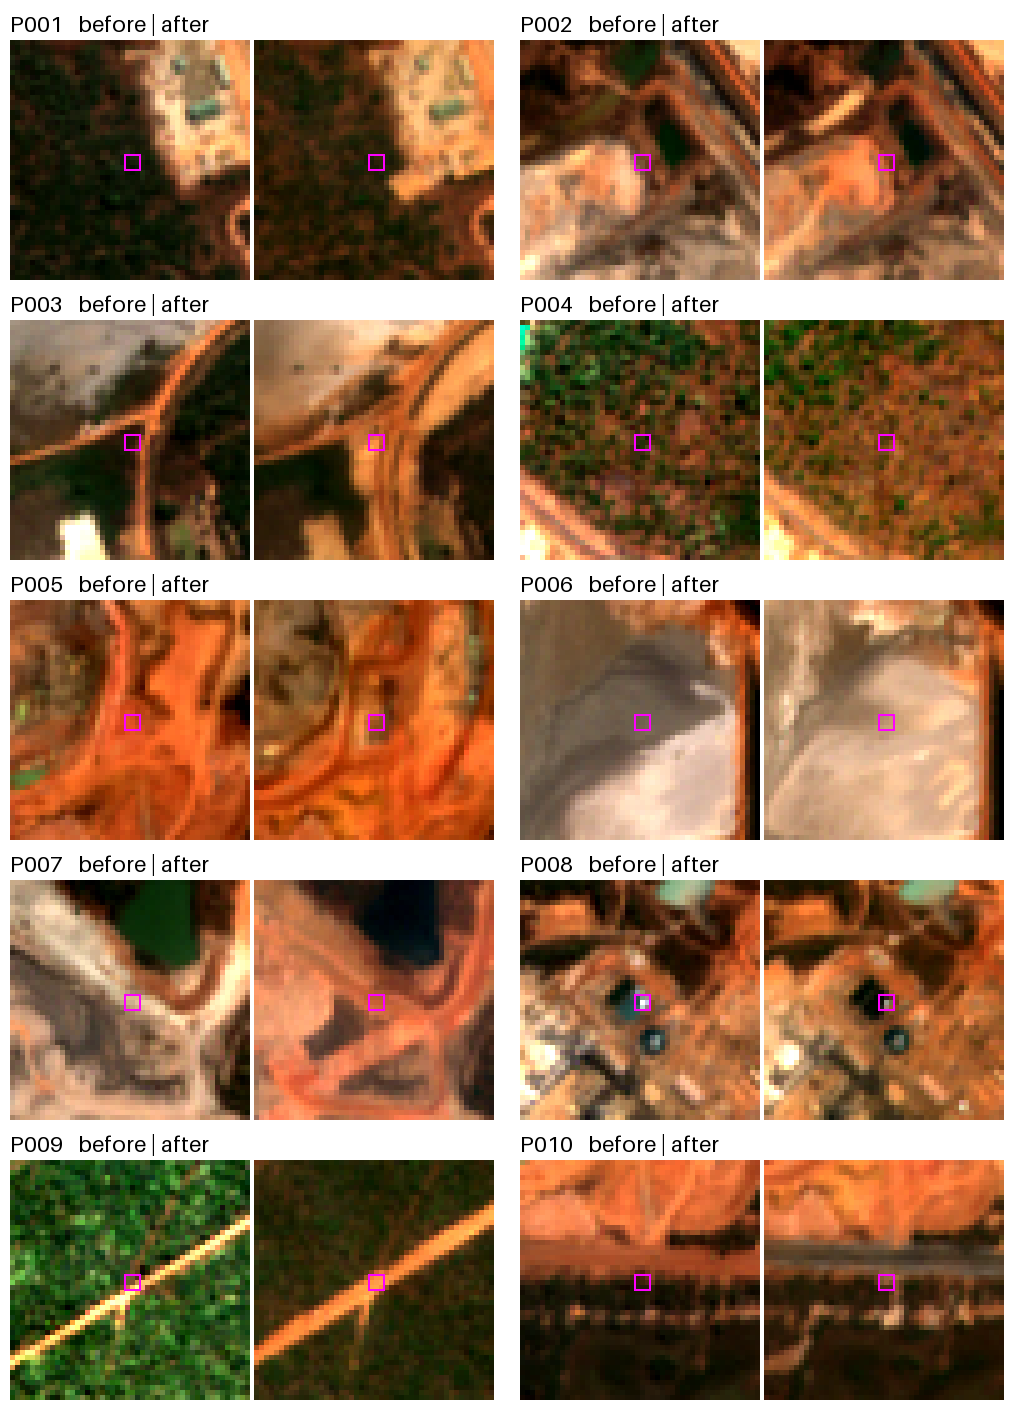 P001 before | after
P002 before | after
P003 before | after
P004 before | after
P005 before | after
P006 before | after
P007 before | after
P008 before | after
P009 before | after
P010 before | after